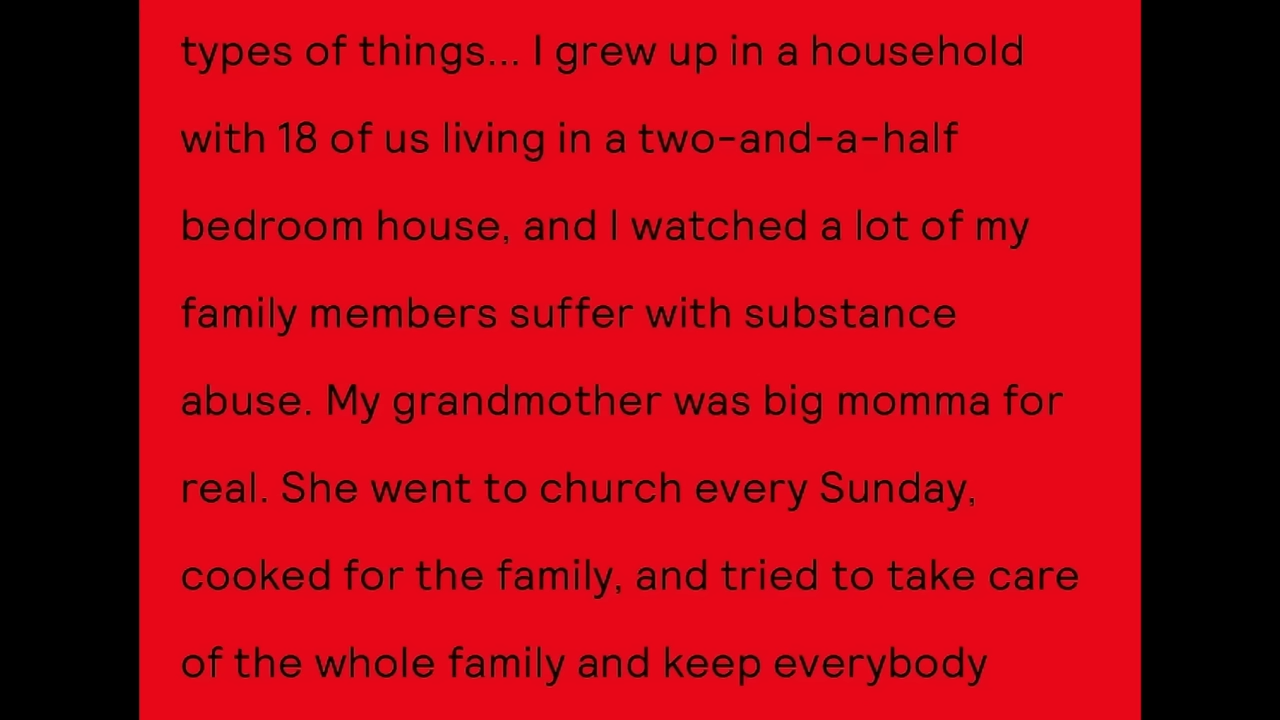 types of things... I grew up in a household
with 18 of us living in a two-and-a-half
bedroom house, and I watched a lot of my
family members suffer with substance
abuse. My grandmother was big momma for
real. She went to church every Sunday,
cooked for the family, and tried to take care
of the whole family and keep everybody